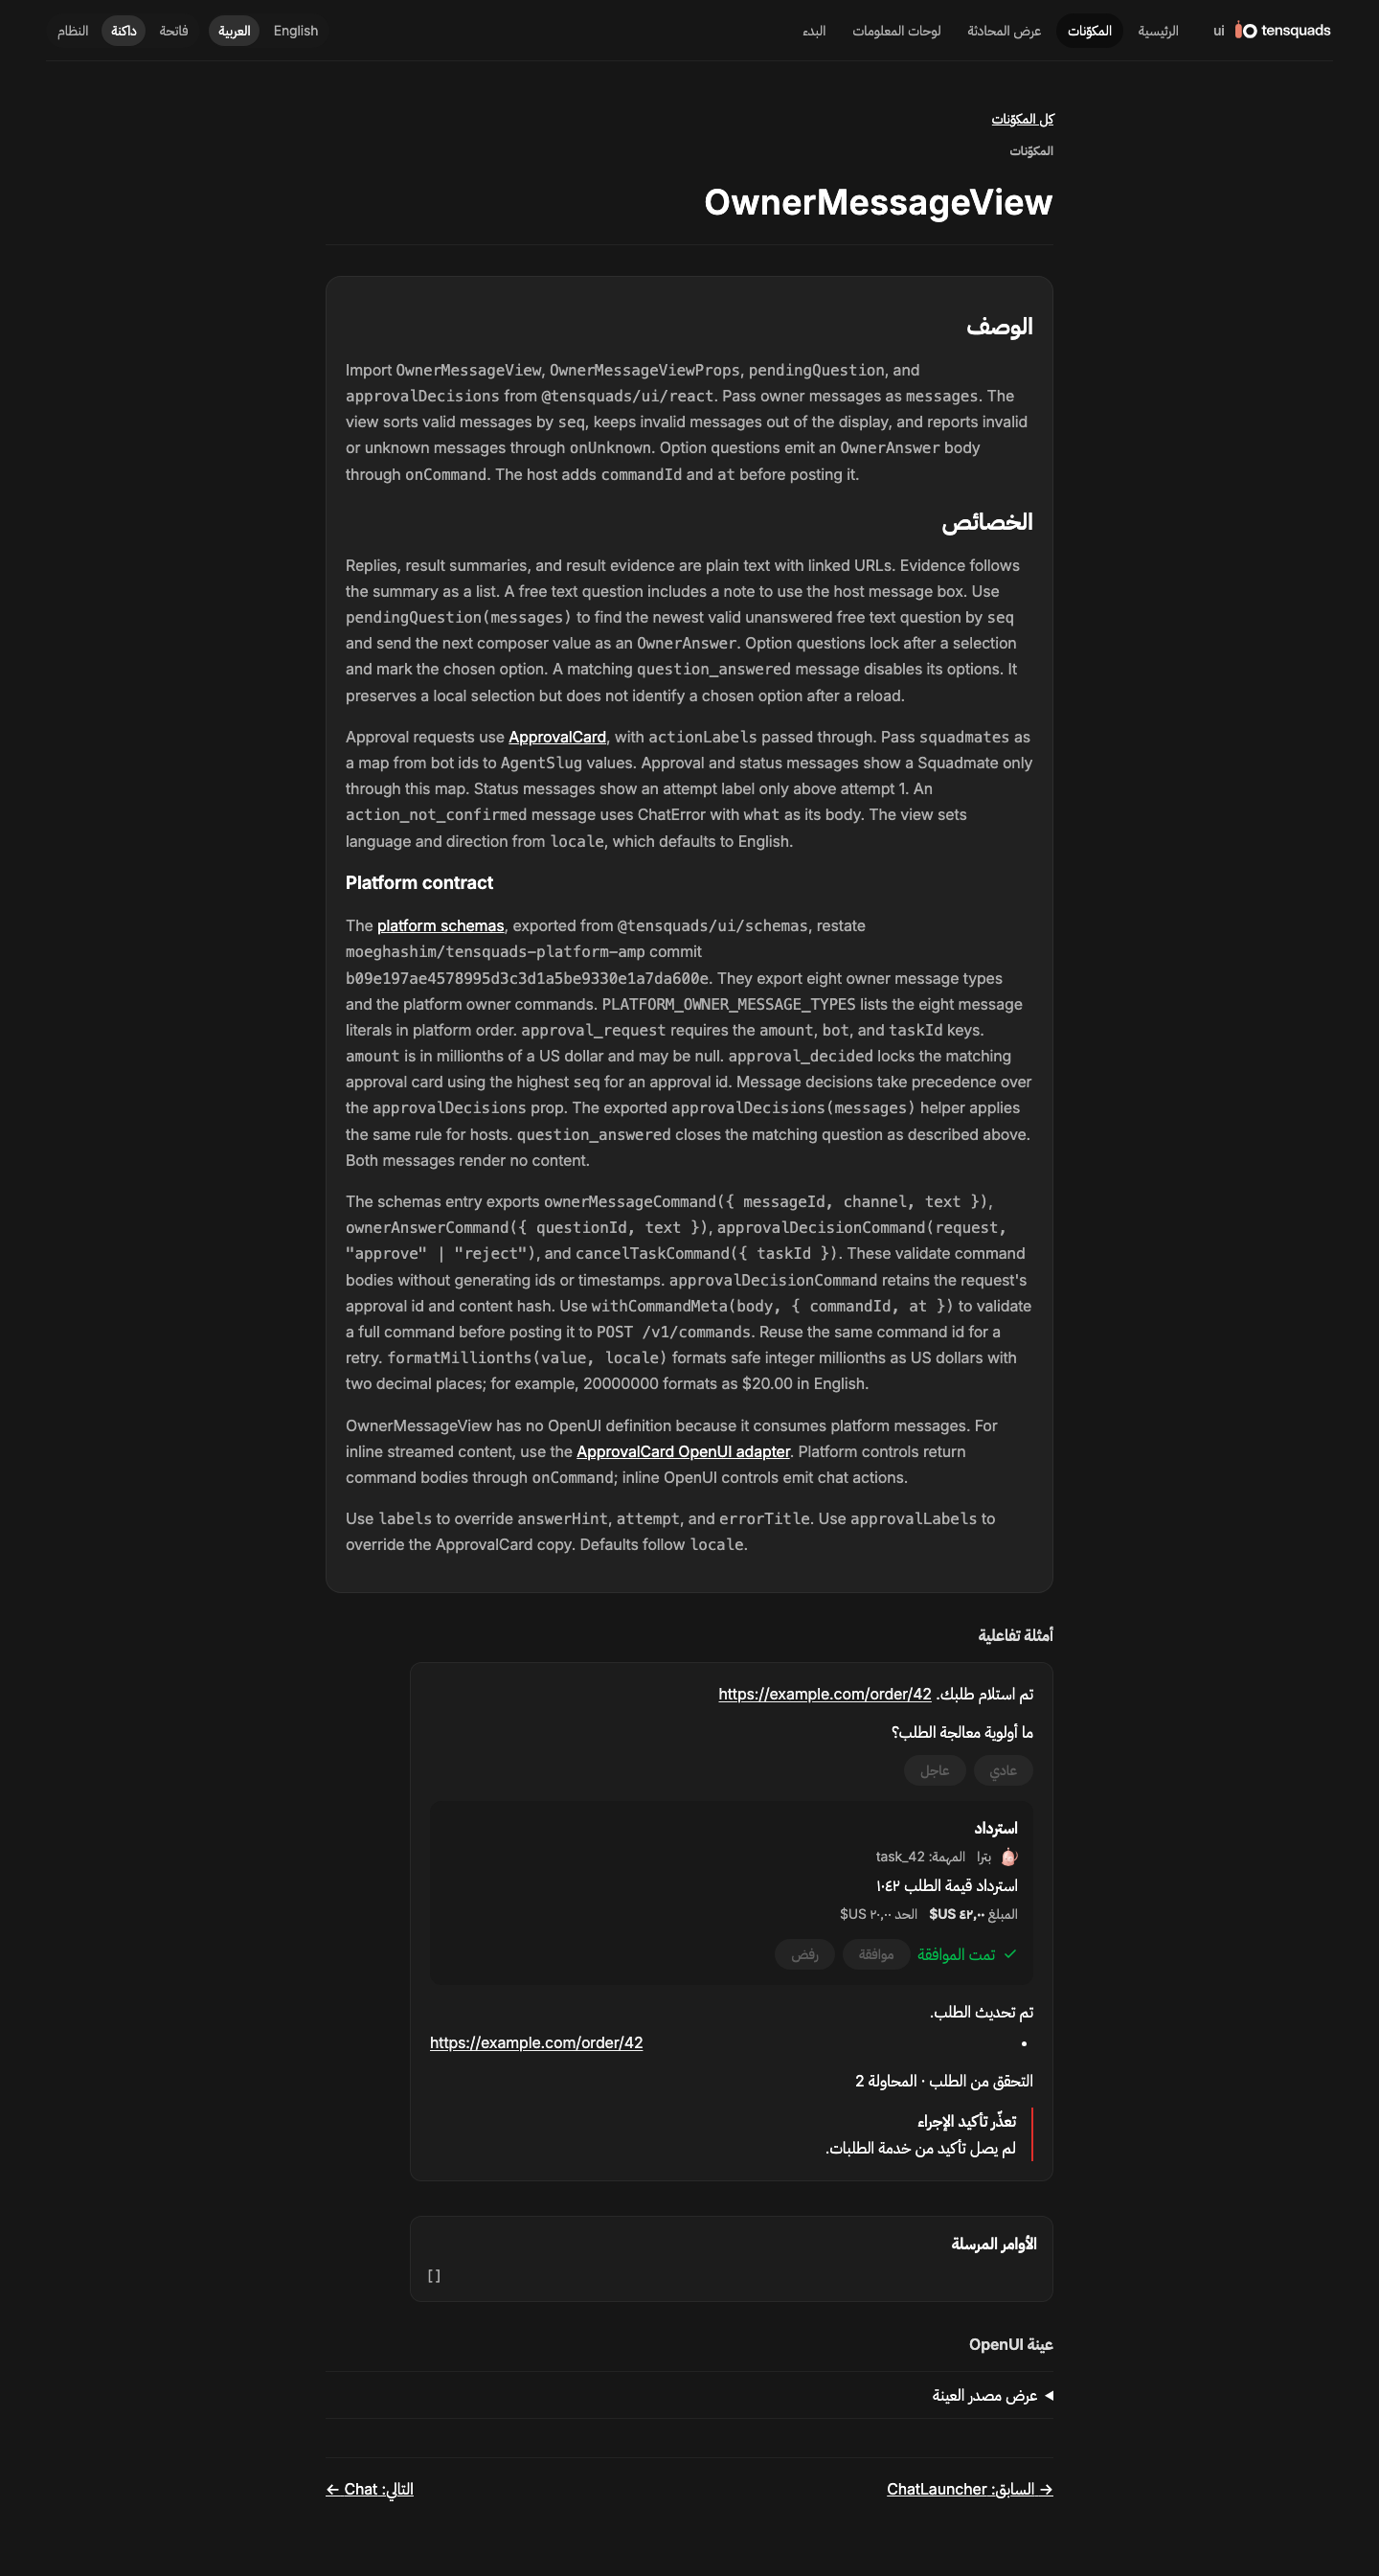 tensquads ui الرئيسية المكوّنات عرض المحادثة لوحات المعلومات البدء English العربية فاتحة داكنة النظام
كل المكوّنات
المكوّنات
OwnerMessageView
الوصف
Import OwnerMessageView, OwnerMessageViewProps, pendingQuestion, and
approvalDecisions from @tensquads/ui/react. Pass owner messages as messages. The
view sorts valid messages by seq, keeps invalid messages out of the display, and reports invalid
or unknown messages through onUnknown. Option questions emit an OwnerAnswer body
through onCommand. The host adds commandId and at before posting it.
الخصائص
Replies, result summaries, and result evidence are plain text with linked URLs. Evidence follows
the summary as a list. A free text question includes a note to use the host message box. Use
pendingQuestion(messages) to find the newest valid unanswered free text question by seq
and send the next composer value as an OwnerAnswer. Option questions lock after a selection
and mark the chosen option. A matching question_answered message disables its options. It
preserves a local selection but does not identify a chosen option after a reload.
Approval requests use ApprovalCard, with actionLabels passed through. Pass squadmates as
a map from bot ids to AgentSlug values. Approval and status messages show a Squadmate only
through this map. Status messages show an attempt label only above attempt 1. An
action_not_confirmed message uses ChatError with what as its body. The view sets
language and direction from locale, which defaults to English.
Platform contract
The platform schemas, exported from @tensquads/ui/schemas, restate
moeghashim/tensquads-platform-amp commit
b09e197ae4578995d3c3d1a5be9330e1a7da600e. They export eight owner message types
and the platform owner commands. PLATFORM_OWNER_MESSAGE_TYPES lists the eight message
literals in platform order. approval_request requires the amount, bot, and taskId keys.
amount is in millionths of a US dollar and may be null. approval_decided locks the matching
approval card using the highest seq for an approval id. Message decisions take precedence over
the approvalDecisions prop. The exported approvalDecisions(messages) helper applies
the same rule for hosts. question_answered closes the matching question as described above.
Both messages render no content.
The schemas entry exports ownerMessageCommand({ messageId, channel, text }),
ownerAnswerCommand({ questionId, text }), approvalDecisionCommand(request,
"approve" | "reject"), and cancelTaskCommand({ taskId }). These validate command
bodies without generating ids or timestamps. approvalDecisionCommand retains the request's
approval id and content hash. Use withCommandMeta(body, { commandId, at }) to validate
a full command before posting it to POST /v1/commands. Reuse the same command id for a
retry. formatMillionths(value, locale) formats safe integer millionths as US dollars with
two decimal places; for example, 20000000 formats as $20.00 in English.
OwnerMessageView has no OpenUI definition because it consumes platform messages. For
inline streamed content, use the ApprovalCard OpenUI adapter. Platform controls return
command bodies through onCommand; inline OpenUI controls emit chat actions.
Use labels to override answerHint, attempt, and errorTitle. Use approvalLabels to
override the ApprovalCard copy. Defaults follow locale.
أمثلة تفاعلية
تم استلام طلبك. https://example.com/order/42
ما أولوية معالجة الطلب؟
عادي عاجل
استرداد
بترا المهمة: task_42
استرداد قيمة الطلب ١٠٤٢
المبلغ ٤٢٫٠٠ US$ الحد ٢٠٫٠٠ US$
✓ تمت الموافقة موافقة رفض
تم تحديث الطلب.
• https://example.com/order/42
التحقق من الطلب · المحاولة 2
تعذّر تأكيد الإجراء
لم يصل تأكيد من خدمة الطلبات.
الأوامر المرسلة
[]
عينة OpenUI
عرض مصدر العينة
→ السابق: ChatLauncher التالي: Chat ←